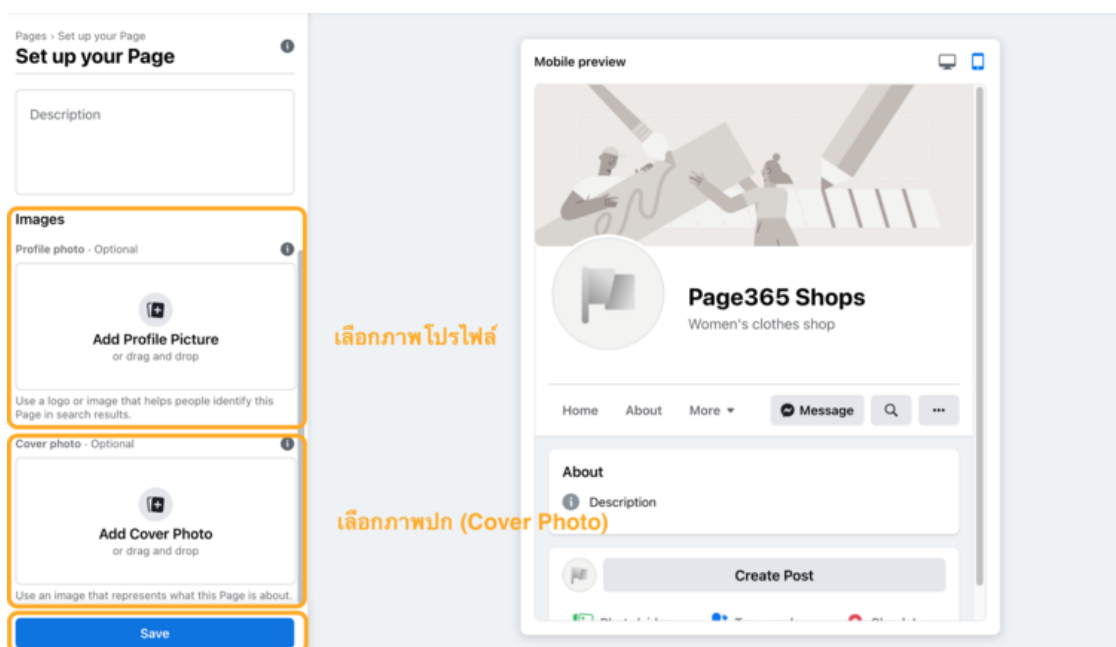 Pages › Set up your Page
Set up your Page
Description
Images
Profile photo · Optional
Add Profile Picture
or drag and drop
Use a logo or image that helps people identify this
Page in search results.
Cover photo · Optional
Add Cover Photo
or drag and drop
Use an image that represents what this Page is about.
Save
เลือกภาพโปรไฟล์
เลือกภาพปก (Cover Photo)
Mobile preview
Page365 Shops
Women's clothes shop
Home About More Message
About
Description
Create Post